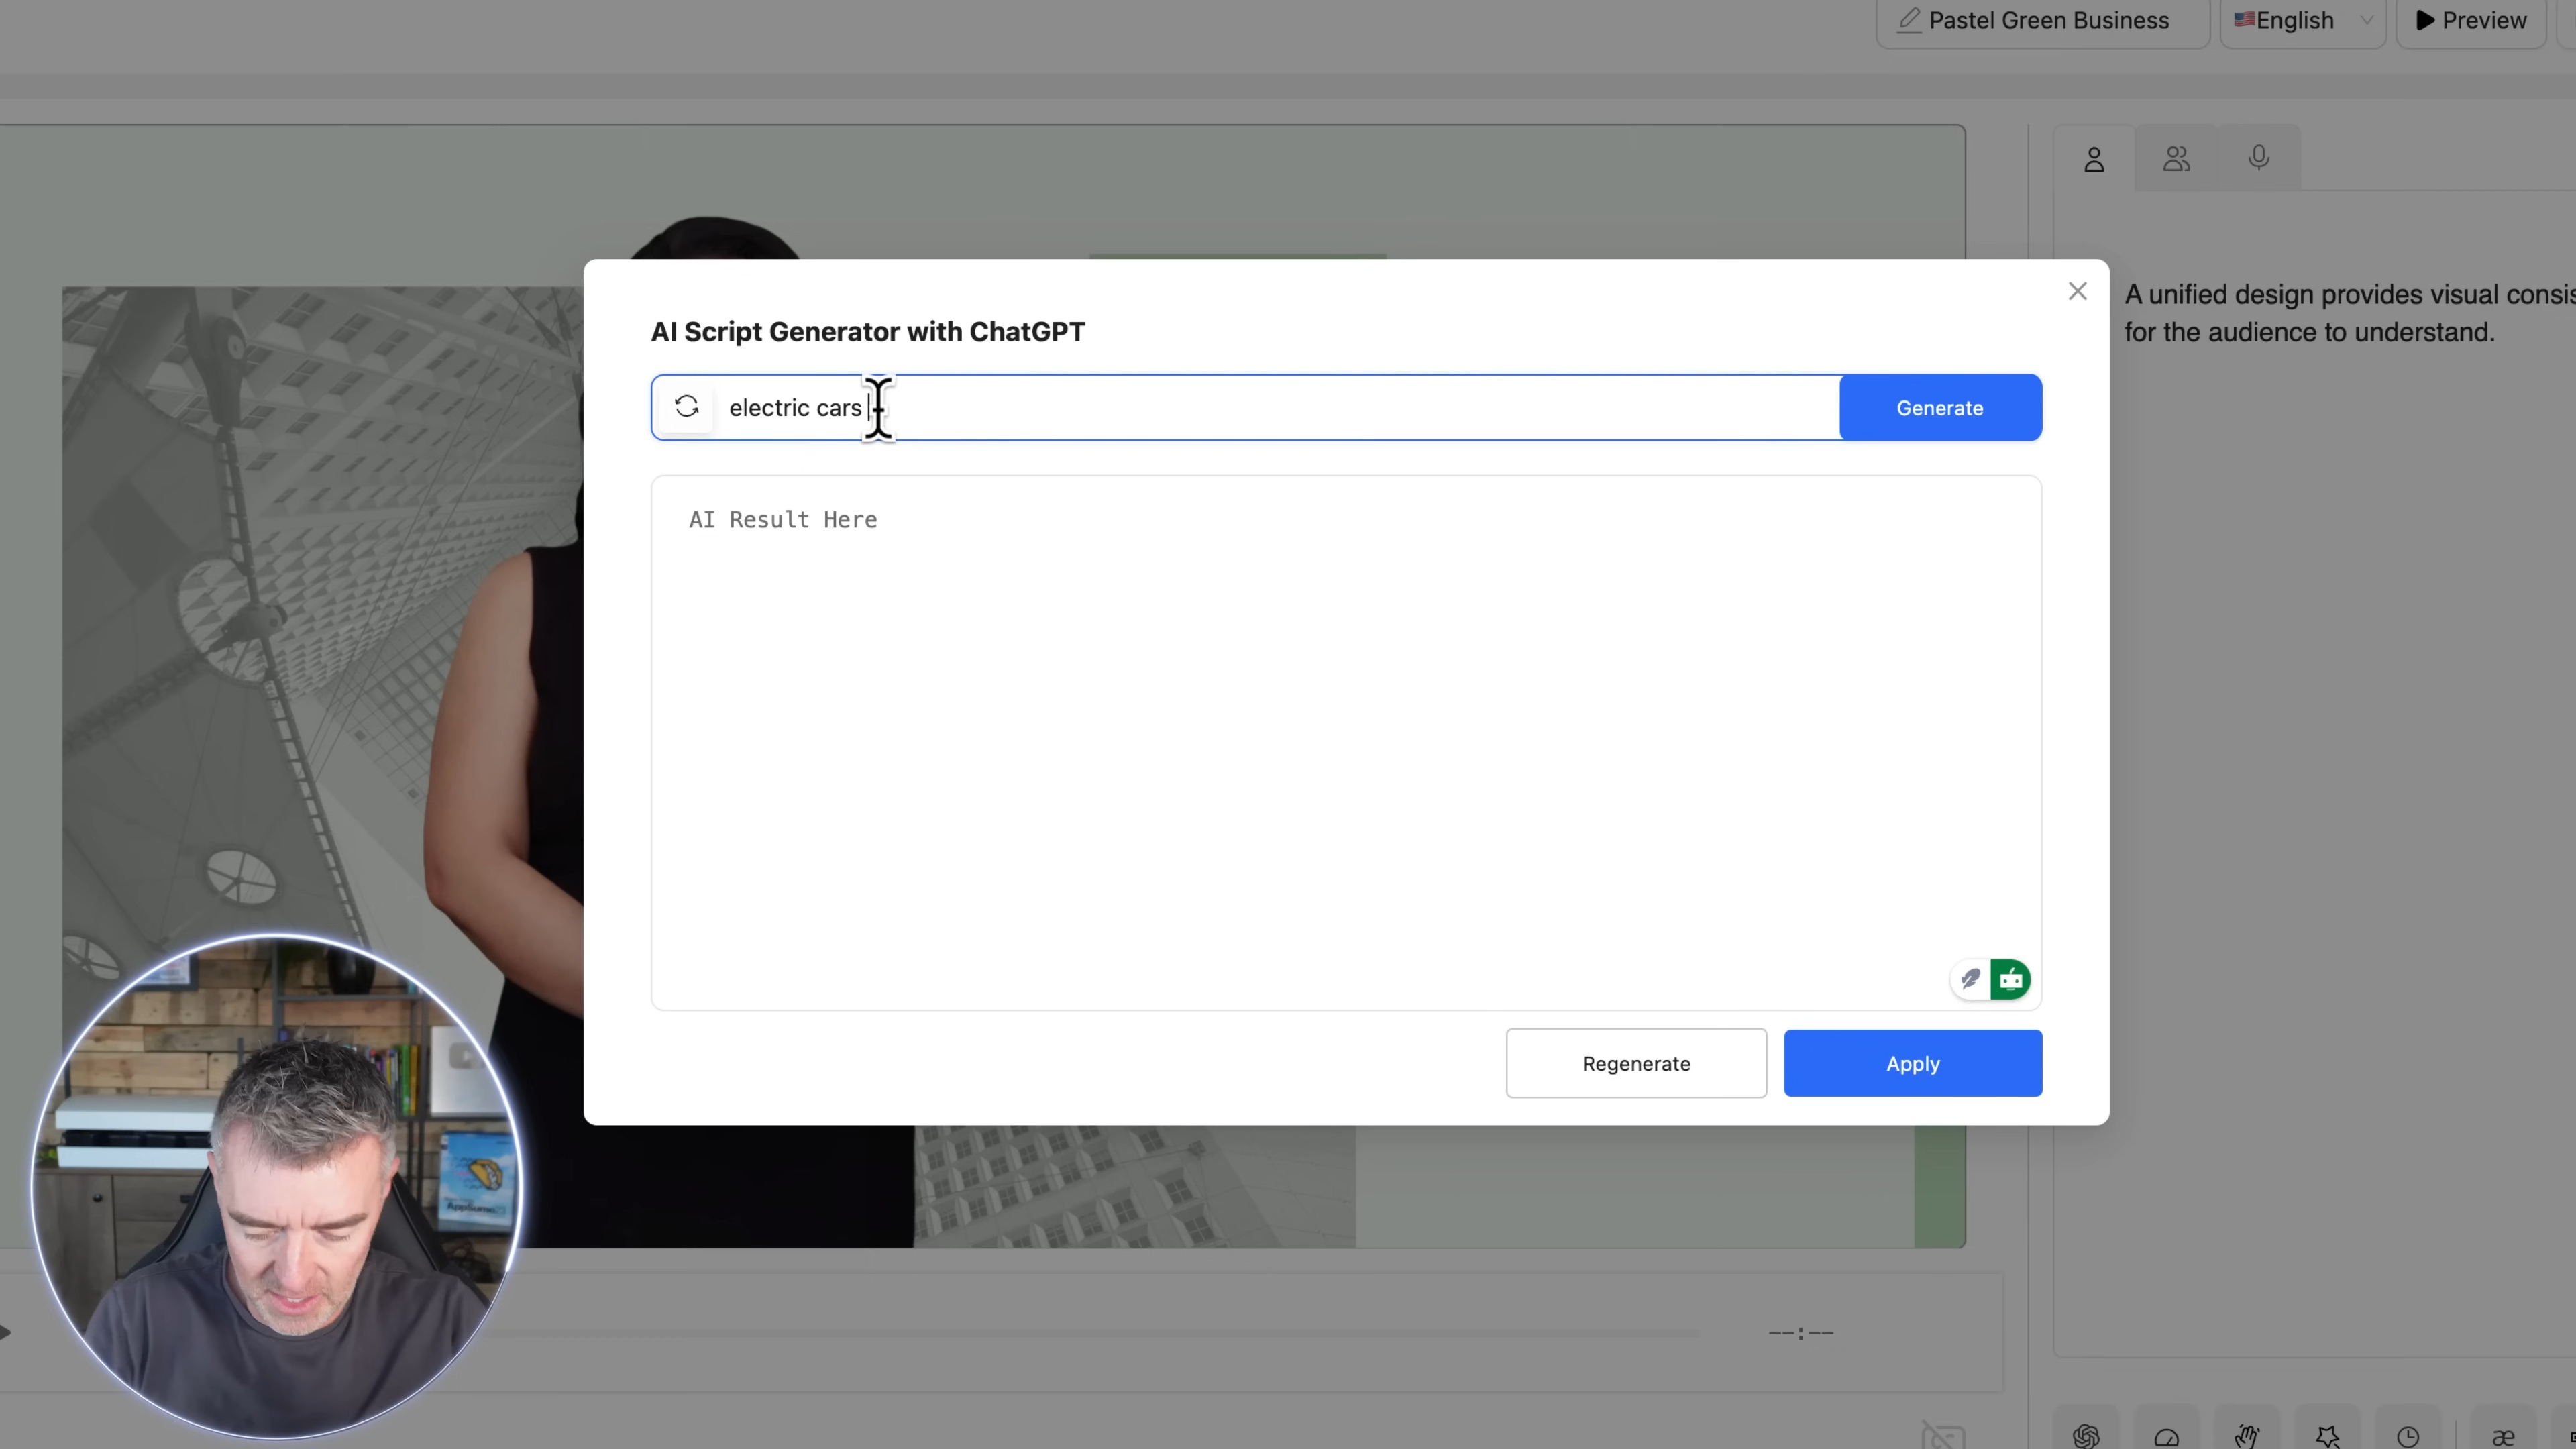 Pastel Green Business
English
Preview
A unified design provides visual consis
for the audience to understand.
AI Script Generator with ChatGPT
electric cars
Generate
AI Result Here
Regenerate
Apply
AppSumo
--:--
æ